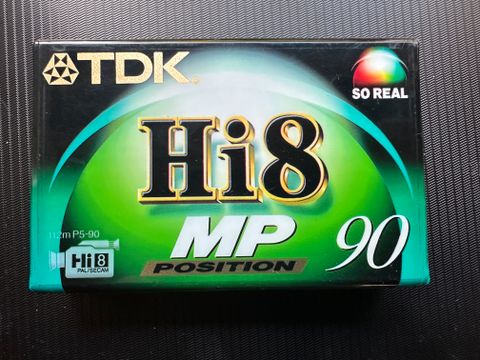 TDK
SO REAL
Hi8
MP
POSITION
90
112m P5-90
Hi8
PAL/SECAM